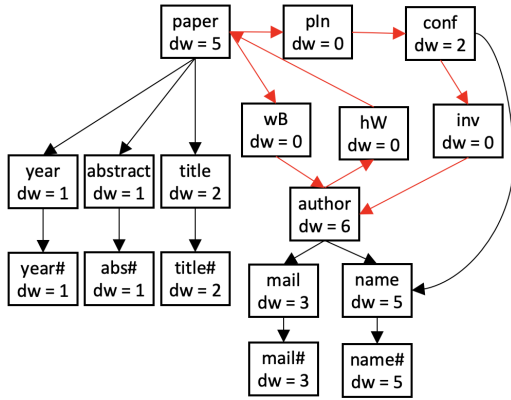 paper
dw = 5
pIn
dw = 0
conf
dw = 2
wB
dw = 0
hW
dw = 0
inv
dw = 0
year
dw = 1
abstract
dw = 1
title
dw = 2
author
dw = 6
year#
dw = 1
abs#
dw = 1
title#
dw = 2
mail
dw = 3
name
dw = 5
mail#
dw = 3
name#
dw = 5